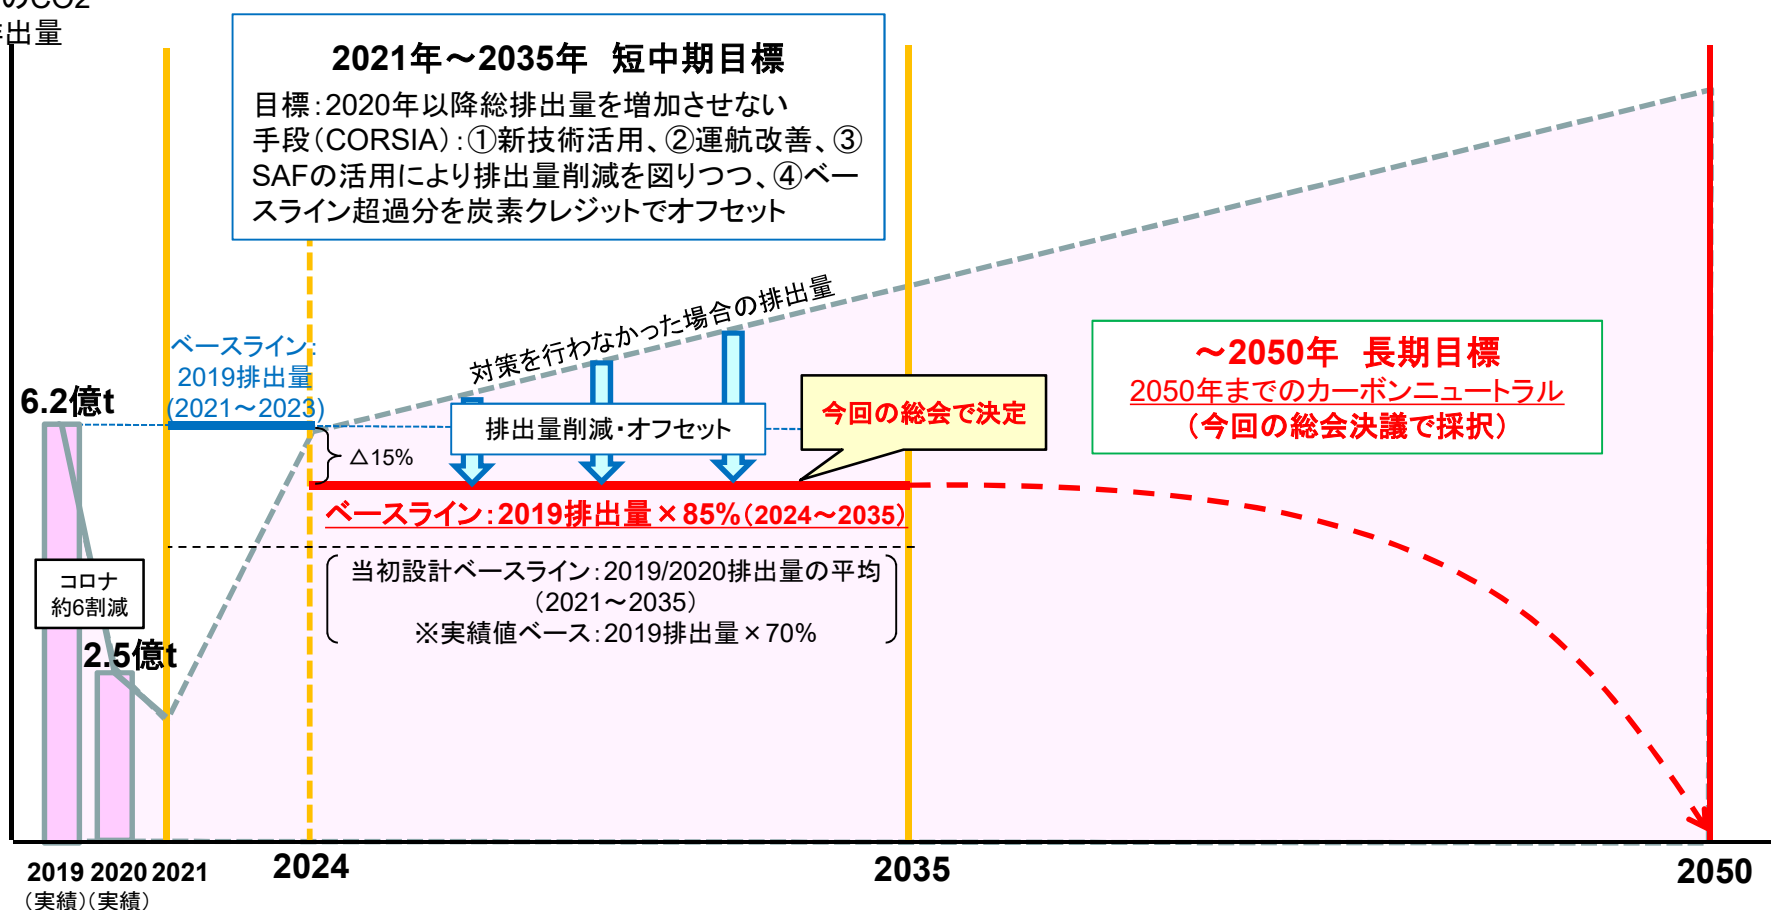 のCO2
出量
2021年～2035年 短中期目標
目標：2020年以降総排出量を増加させない
手段（CORSIA）：①新技術活用、②運航改善、③
SAFの活用により排出量削減を図りつつ、④ベー
スライン超過分を炭素クレジットでオフセット
対策を行わなかった場合の排出量
ベースライン：
2019排出量
(2021～2023)
6.2億t
排出量削減・オフセット
△15%
今回の総会で決定
～2050年 長期目標
2050年までのカーボンニュートラル
（今回の総会決議で採択）
ベースライン：2019排出量×85%（2024～2035）
当初設計ベースライン：2019/2020排出量の平均
（2021～2035）
※実績値ベース：2019排出量×70%
コロナ
約6割減
2.5億t
2019 2020 2021 2024 2035 2050
（実績）（実績）